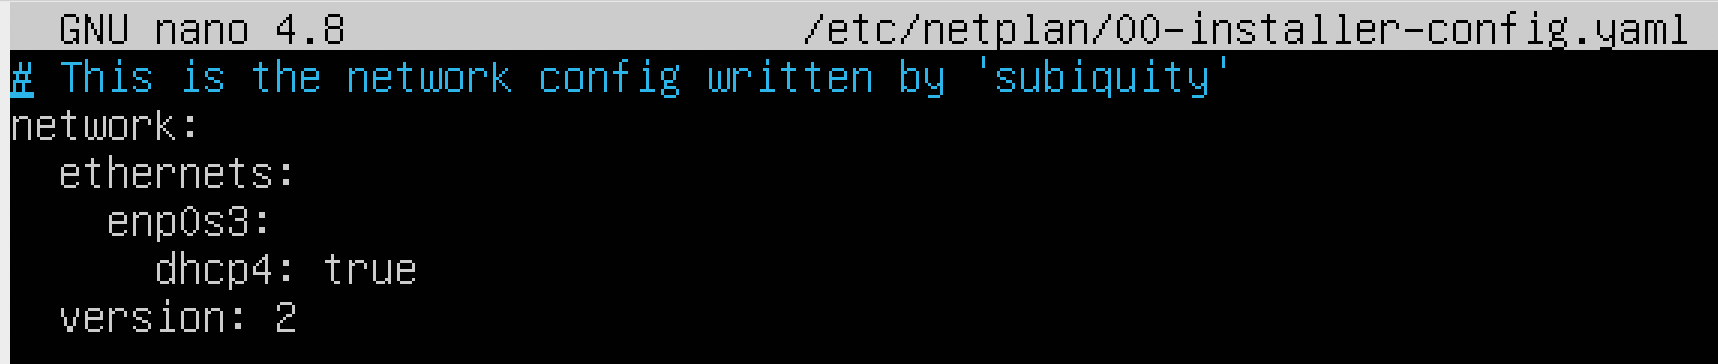 GNU nano 4.8 /etc/netplan/00-installer-config.yaml
# This is the network config written by 'subiquity'
network:
  ethernets:
    enp0s3:
      dhcp4: true
  version: 2